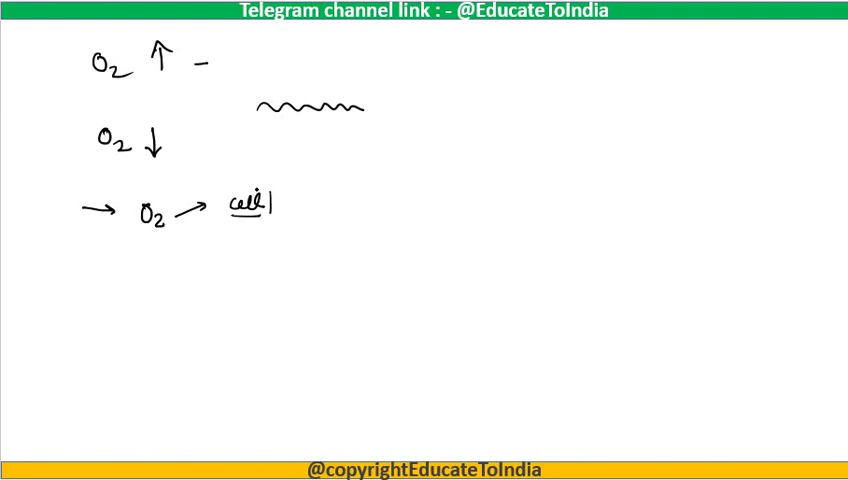 Telegram channel link : - @EducateToIndia
O₂ ↑ -
O₂ ↓
→ O₂ → cell
@copyrightEducateToIndia